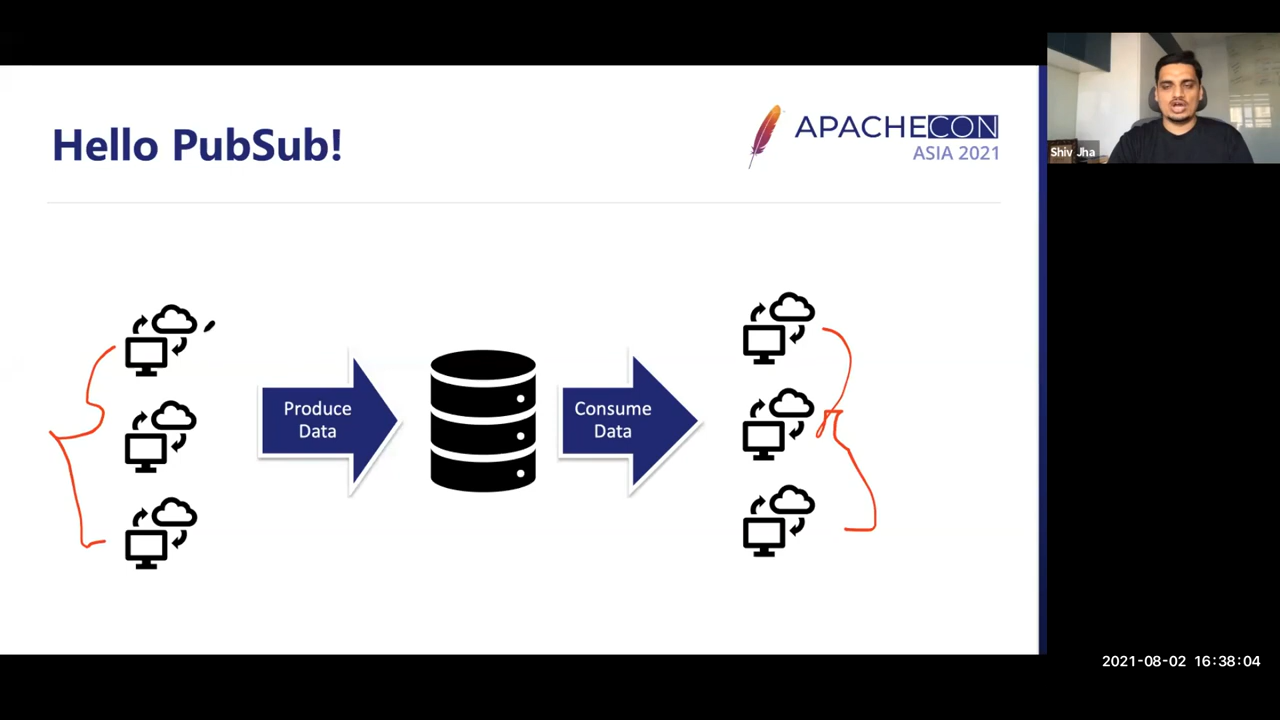 Hello PubSub!
APACHECON
ASIA 2021
Shiv Jha
Produce
Data
Consume
Data
2021-08-02 16:38:04